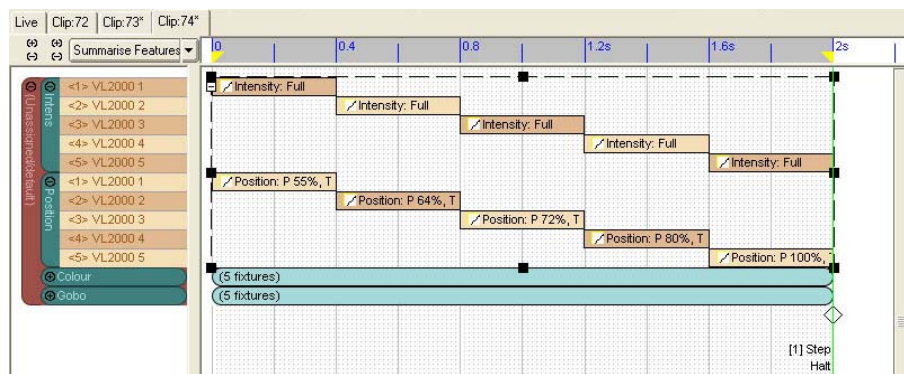 Live Clip:72 Clip:73* Clip:74*
Summarise Features
0 0.4 0.8 1.2s 1.6s 2s
(Unassigned/default)
Intens
<1> VL2000 1 Intensity: Full
<2> VL2000 2 Intensity: Full
<3> VL2000 3 Intensity: Full
<4> VL2000 4 Intensity: Full
<5> VL2000 5 Intensity: Full
Position
<1> VL2000 1 Position: P 55%, T
<2> VL2000 2 Position: P 64%, T
<3> VL2000 3 Position: P 72%, T
<4> VL2000 4 Position: P 80%, T
<5> VL2000 5 Position: P 100%, T
Colour (5 fixtures)
Gobo (5 fixtures)
[1] Step
Halt